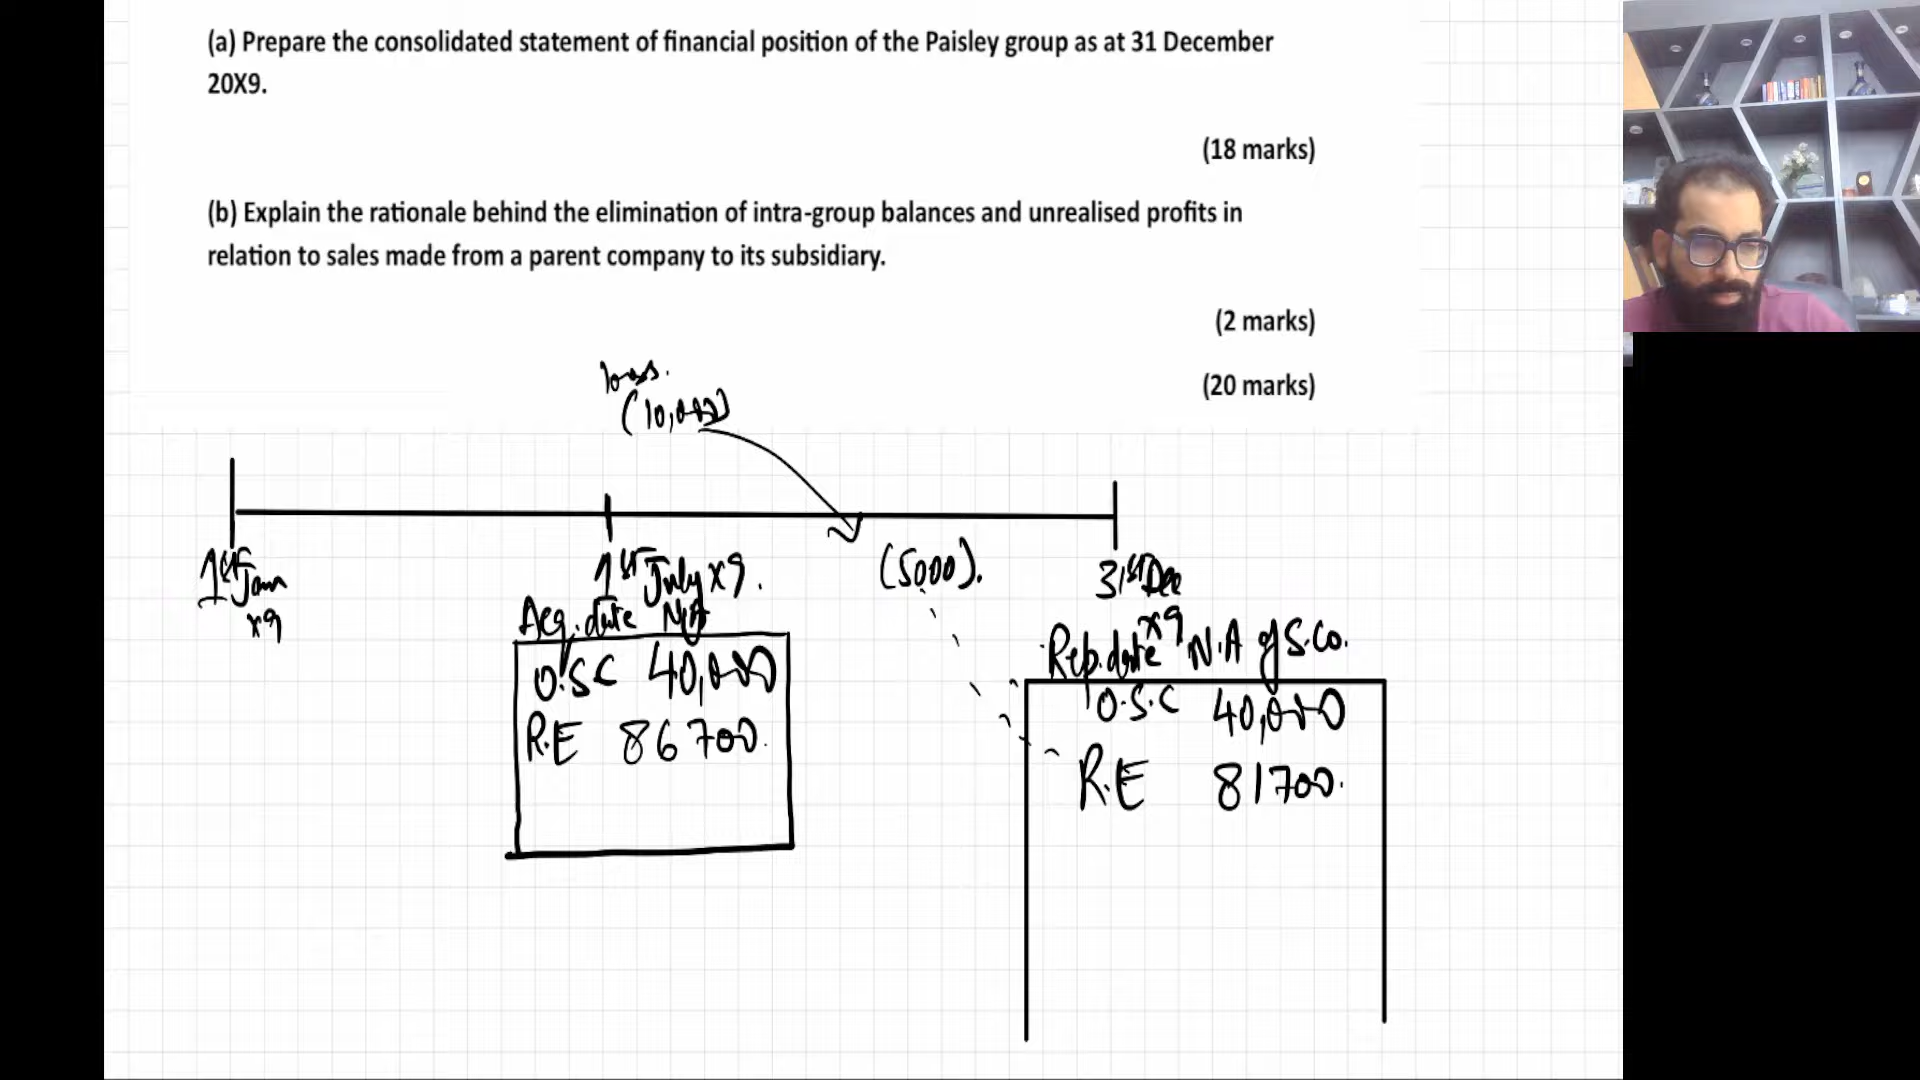 (a) Prepare the consolidated statement of financial position of the Paisley group as at 31 December
20X9.
(18 marks)
(b) Explain the rationale behind the elimination of intra-group balances and unrealised profits in
relation to sales made from a parent company to its subsidiary.
(2 marks)
(20 marks)
loss.
(10,000)
1st Jan
x9
1st July x9.
(5000).
31st Dec
x9
Acq. date NA
O.S.C 40,000
R.E 86700.
Rep. date N.A of S.Co.
O.S.C 40,000
R.E 81700.